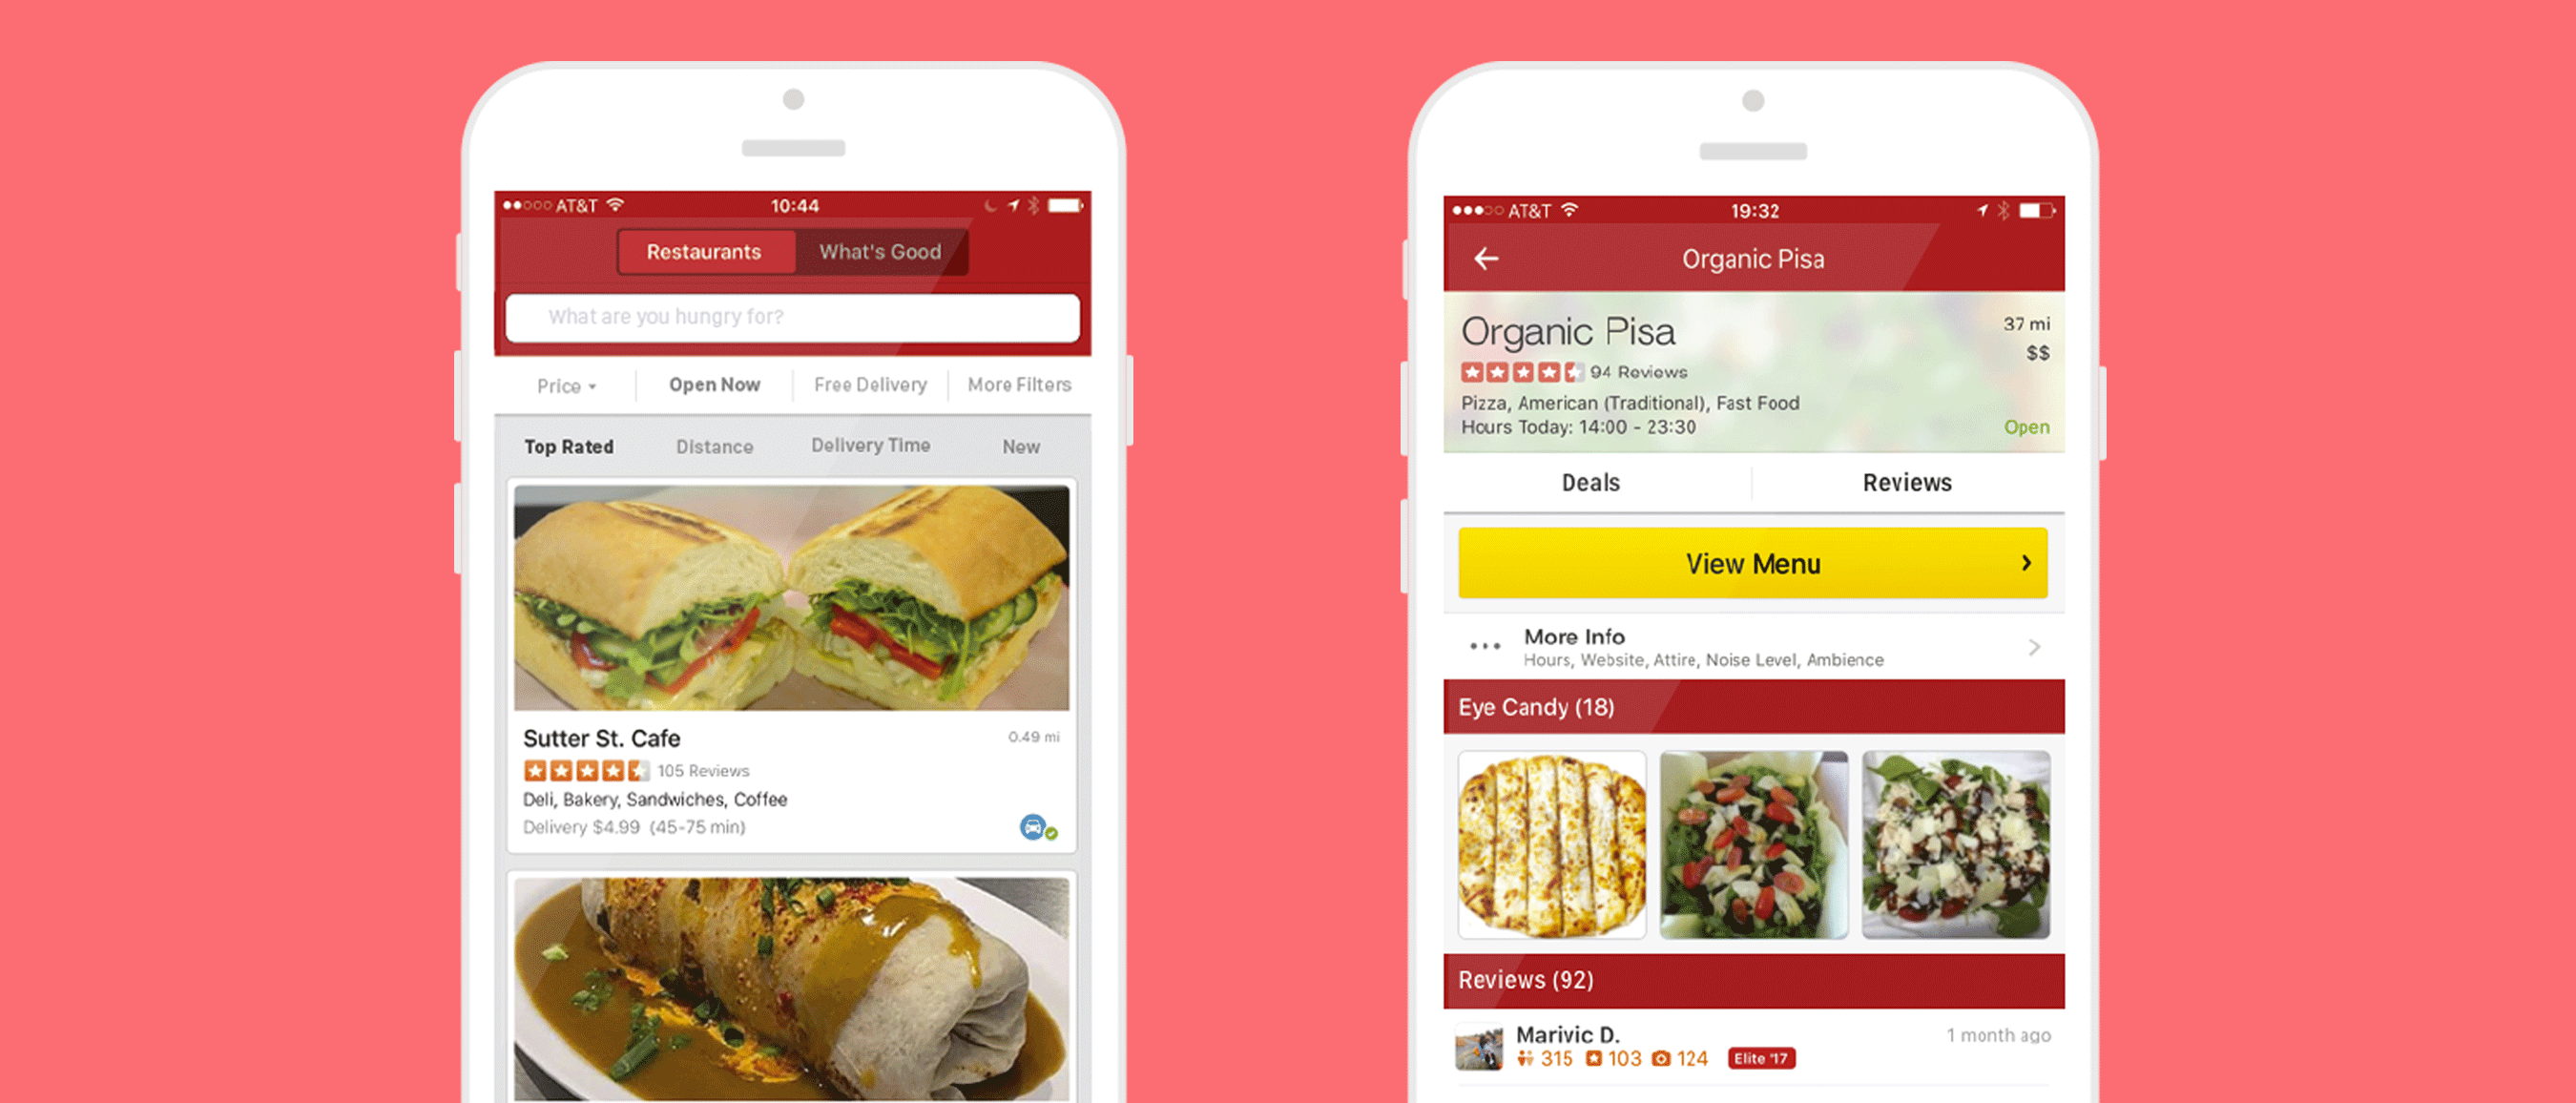 AT&T 10:44
Restaurants What's Good
What are you hungry for?
Price Open Now Free Delivery More Filters
Top Rated Distance Delivery Time New
Sutter St. Cafe 0.49 mi
105 Reviews
Deli, Bakery, Sandwiches, Coffee
Delivery $4.99 (45-75 min)
AT&T 19:32
Organic Pisa
Organic Pisa 37 mi
$$
94 Reviews
Pizza, American (Traditional), Fast Food
Hours Today: 14:00 - 23:30 Open
Deals Reviews
View Menu
More Info
Hours, Website, Attire, Noise Level, Ambience
Eye Candy (18)
Reviews (92)
Marivic D. 1 month ago
315 103 124 Elite '17